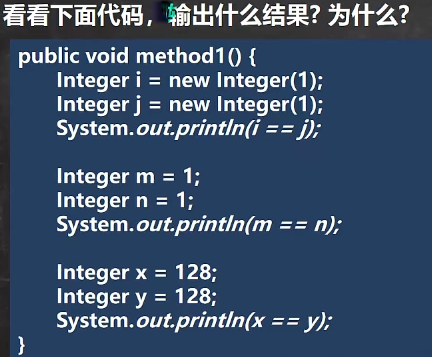 看看下面代码，输出什么结果? 为什么?
public void method1() {
Integer i = new Integer(1);
Integer j = new Integer(1);
System.out.println(i == j);
Integer m = 1;
Integer n = 1;
System.out.println(m == n);
Integer x = 128;
Integer y = 128;
System.out.println(x == y);
}